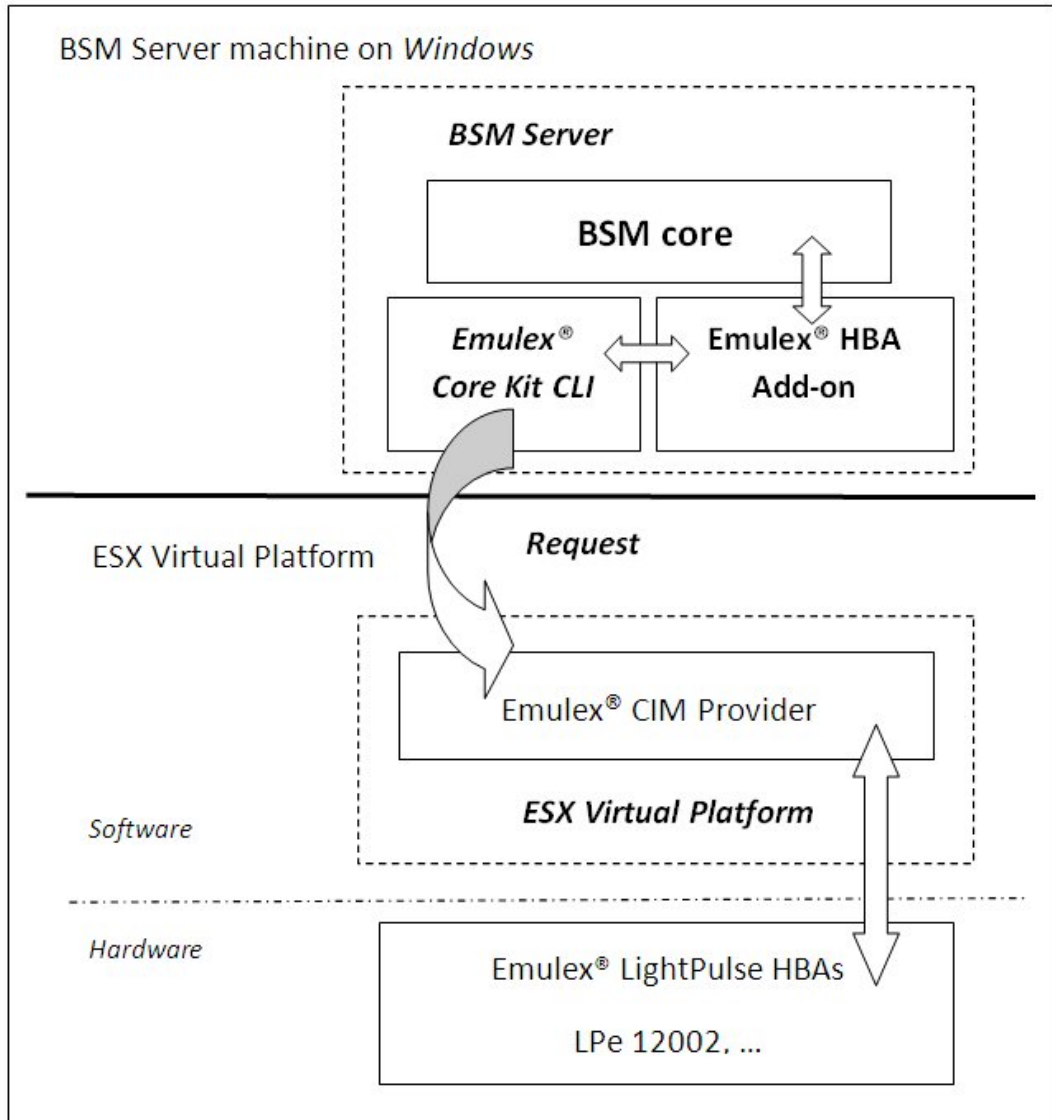 BSM Server machine on Windows
BSM Server
BSM core
Emulex® Core Kit CLI
Emulex® HBA Add-on
Request
ESX Virtual Platform
Emulex® CIM Provider
ESX Virtual Platform
Software
Hardware
Emulex® LightPulse HBAs
LPe 12002, ...